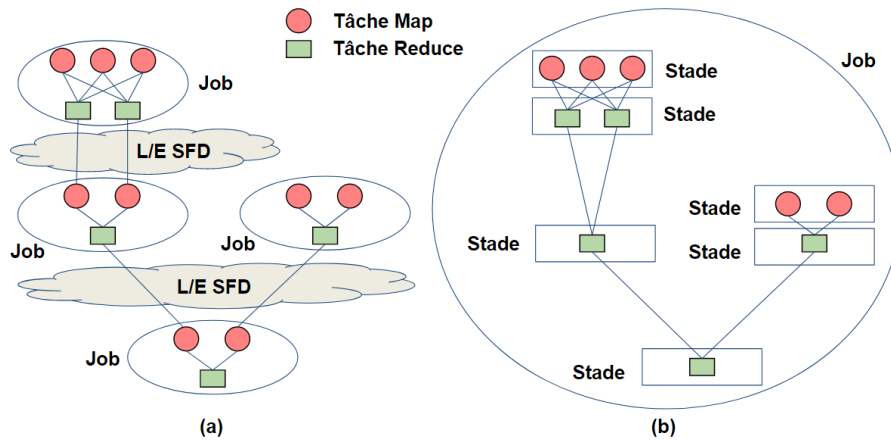 Tâche Map
Tâche Reduce
Job
L/E SFD
Job
Job
L/E SFD
Job
(a)
Job
Stade
Stade
Stade
Stade
Stade
Stade
(b)